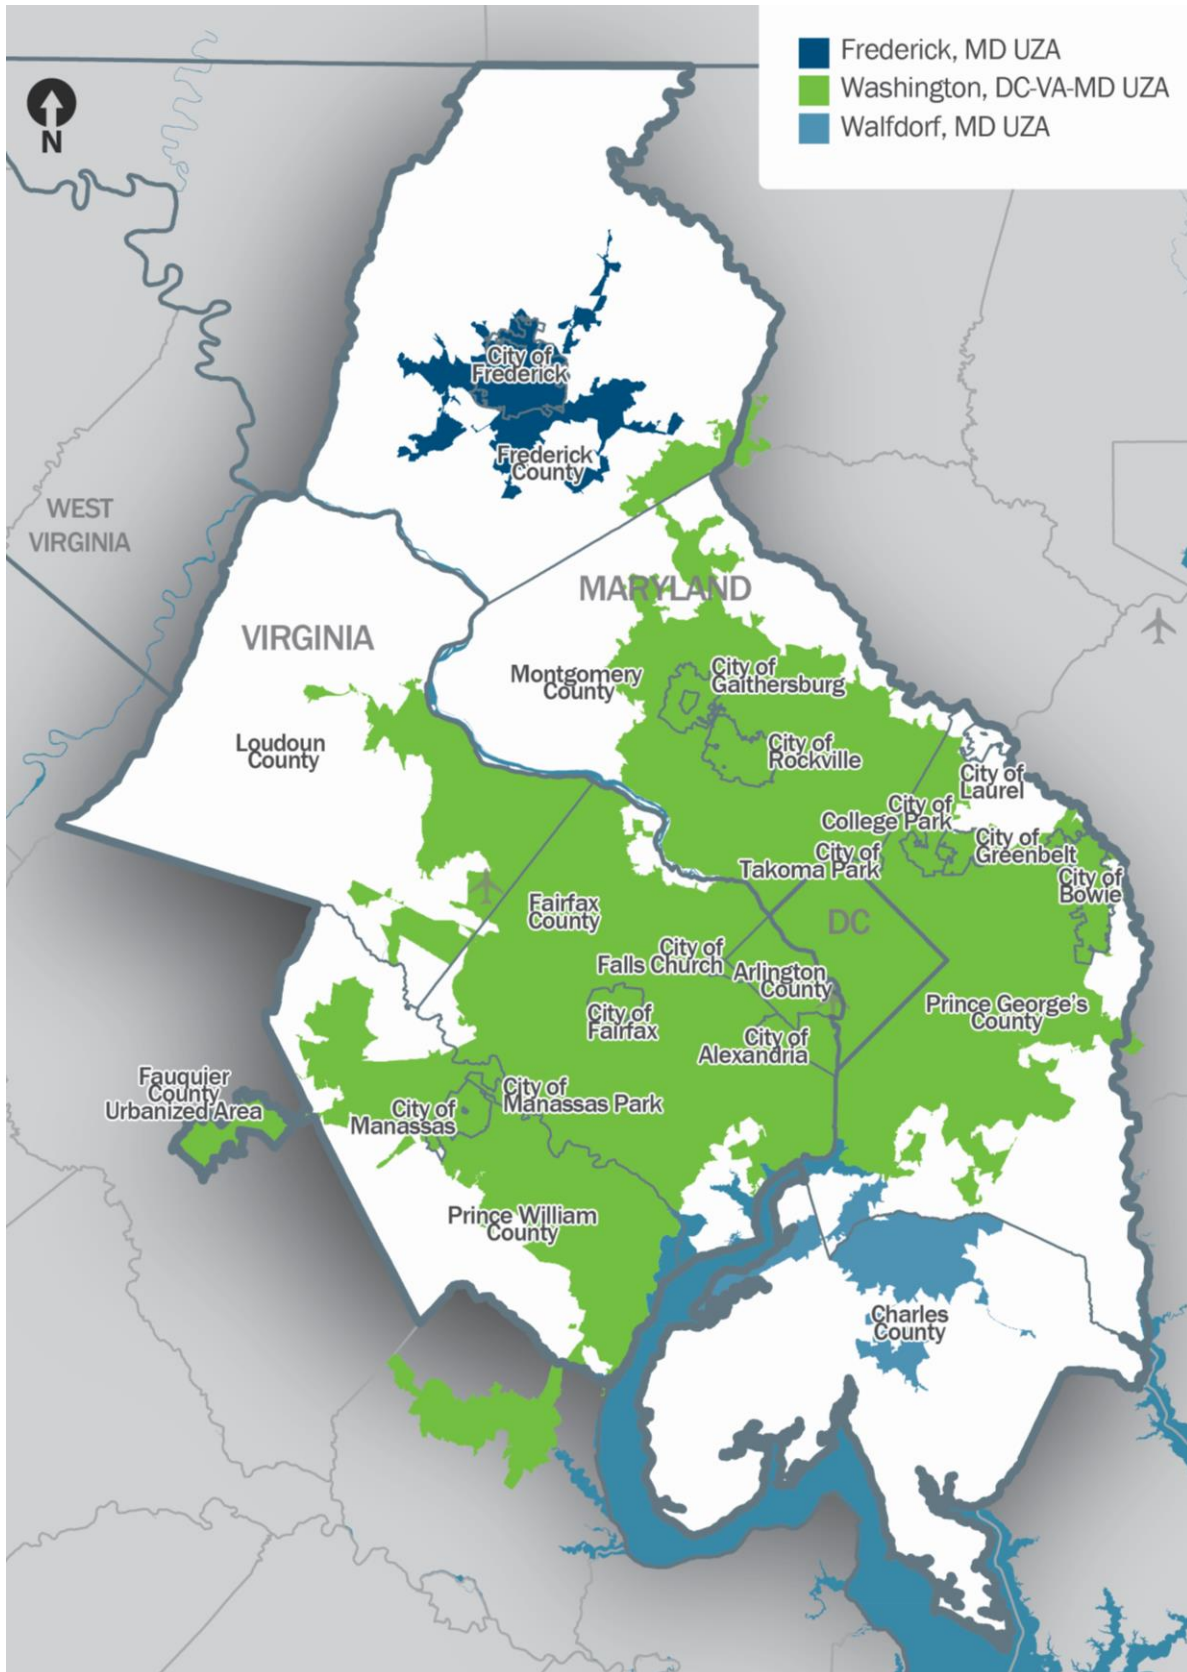 Frederick, MD UZA
Washington, DC-VA-MD UZA
Walfdorf, MD UZA
N
City of
Frederick
Frederick
County
WEST
VIRGINIA
MARYLAND
VIRGINIA
Montgomery
County
City of
Gaithersburg
City of
Rockville
Loudoun
County
City of
Laurel
City of
College Park
City of
Greenbelt
City of
Takoma Park
City of
Bowie
Fairfax
County
DC
City of
Falls Church
Arlington
County
Prince George's
County
City of
Fairfax
City of
Alexandria
Fauquier
County
Urbanized Area
City of
Manassas Park
City of
Manassas
Prince William
County
Charles
County